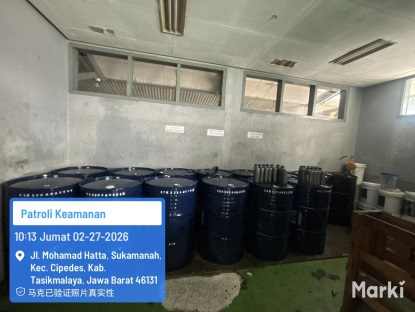 Patroli Keamanan
10:13 Jumat 02-27-2026
Jl. Mohamad Hatta, Sukamanah,
Kec. Cipedes, Kab.
Tasikmalaya, Jawa Barat 46131
马克已验证照片真实性
Marki